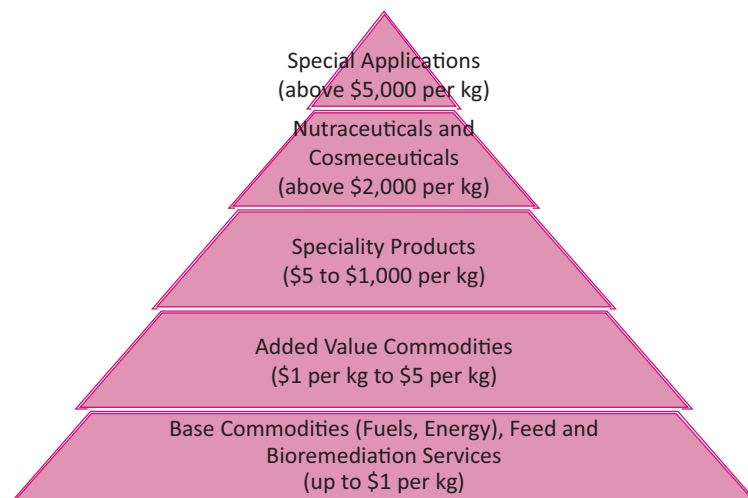 Special Applications
(above $5,000 per kg)
Nutraceuticals and
Cosmeceuticals
(above $2,000 per kg)
Speciality Products
($5 to $1,000 per kg)
Added Value Commodities
($1 per kg to $5 per kg)
Base Commodities (Fuels, Energy), Feed and
Bioremediation Services
(up to $1 per kg)